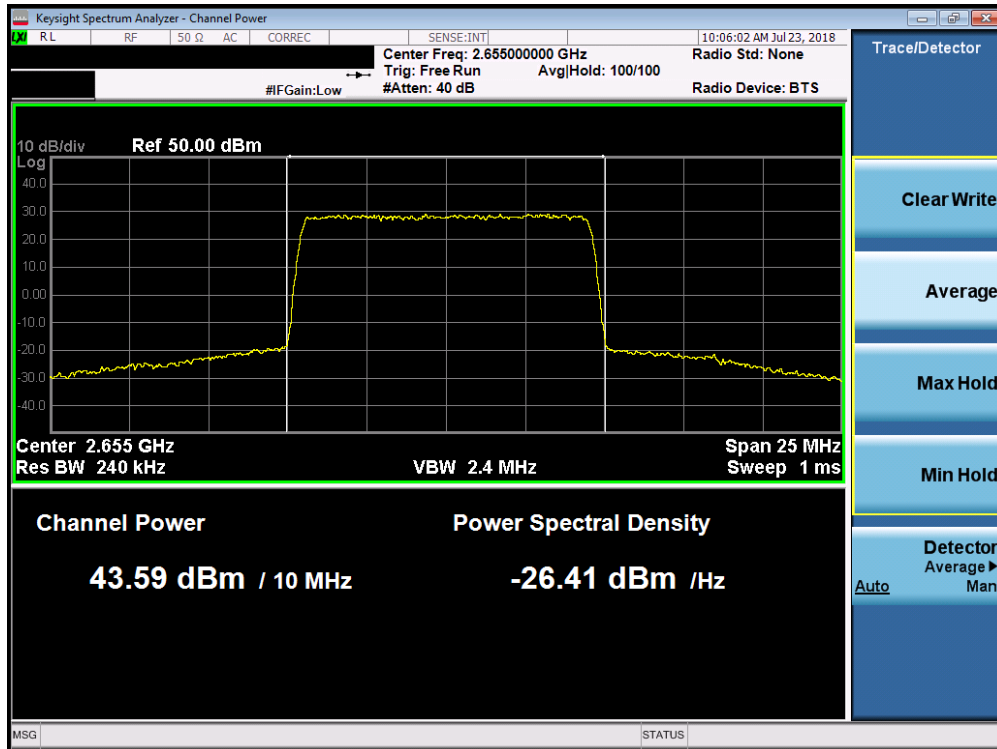 Keysight Spectrum Analyzer - Channel Power
LXI RL RF 50 Ω AC CORREC SENSE:INT 10:06:02 AM Jul 23, 2018
Center Freq: 2.655000000 GHz Radio Std: None
Trig: Free Run Avg|Hold: 100/100
#IFGain:Low #Atten: 40 dB Radio Device: BTS
Trace/Detector
10 dB/div Ref 50.00 dBm
Log
40.0
30.0
20.0
10.0
0.00
-10.0
-20.0
-30.0
-40.0
Center 2.655 GHz Span 25 MHz
Res BW 240 kHz VBW 2.4 MHz Sweep 1 ms
Channel Power Power Spectral Density
43.59 dBm / 10 MHz -26.41 dBm /Hz
Clear Write
Average
Max Hold
Min Hold
Detector
Average
Auto Man
MSG STATUS